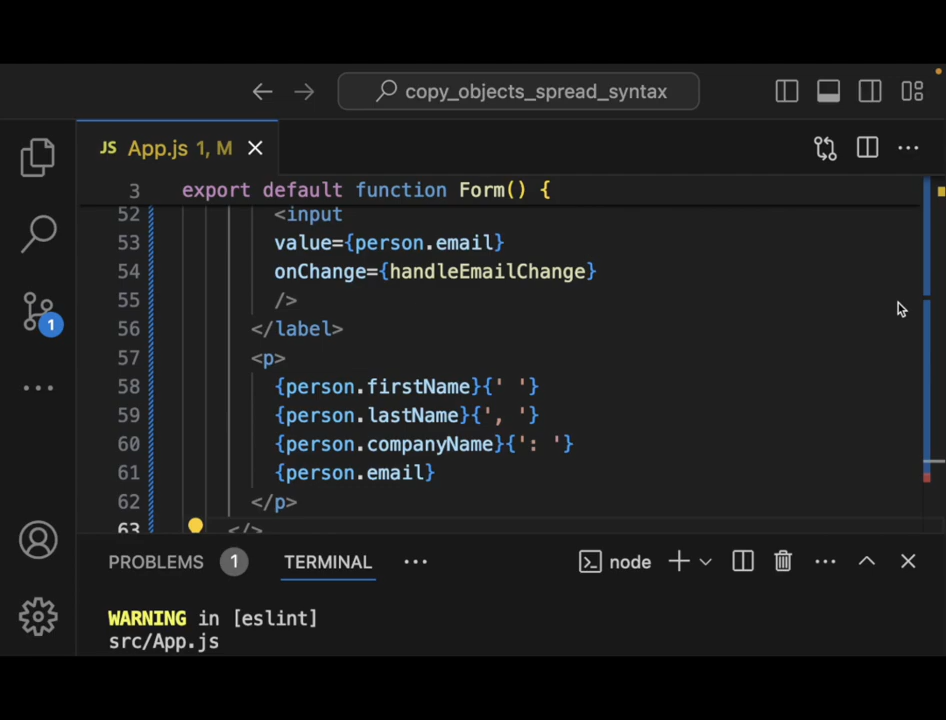 copy_objects_spread_syntax
JS App.js 1, M
3 export default function Form() {
52 <input
53 value={person.email}
54 onChange={handleEmailChange}
55 />
56 </label>
57 <p>
58 {person.firstName}{' '}
59 {person.lastName}{', '}
60 {person.companyName}{': '}
61 {person.email}
62 </p>
63 </>
1
PROBLEMS 1 TERMINAL node
WARNING in [eslint]
src/App.js